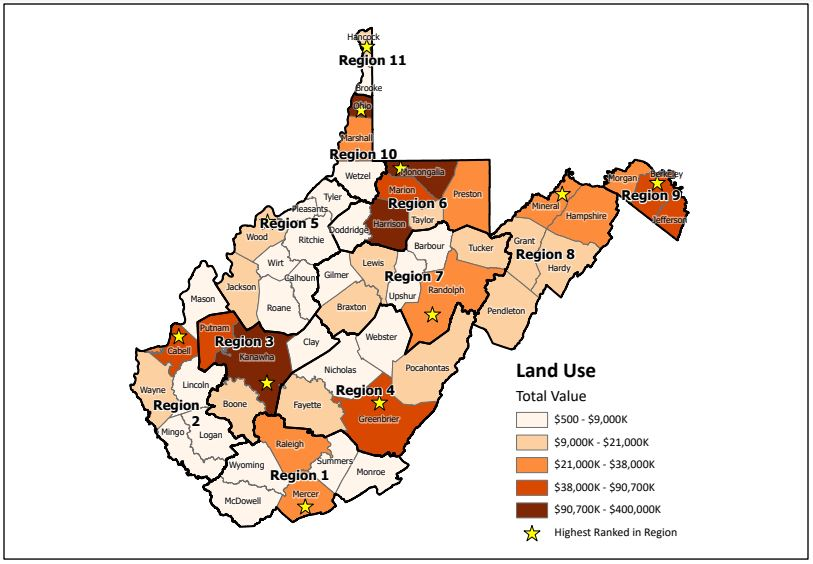 Hancock
Region 11
Brooke
Ohio
Marshall
Region 10
Wetzel
Monongalia
Marion
Preston
Region 6
Taylor
Harrison
Tyler
Pleasants
Doddridge
Region 5
Wood
Ritchie
Wirt
Calhoun
Jackson
Roane
Gilmer
Lewis
Barbour
Tucker
Region 7
Upshur
Randolph
Braxton
Morgan
Berkeley
Region 9
Jefferson
Mineral
Hampshire
Grant
Region 8
Hardy
Pendleton
Mason
Putnam
Region 3
Cabell
Kanawha
Clay
Webster
Nicholas
Pocahontas
Lincoln
Wayne
Boone
Region
2
Mingo
Logan
Fayette
Region 4
Greenbrier
Raleigh
Summers
Wyoming
Region 1
Monroe
McDowell
Mercer
Land Use
Total Value
$500 - $9,000K
$9,000K - $21,000K
$21,000K - $38,000K
$38,000K - $90,700K
$90,700K - $400,000K
Highest Ranked in Region